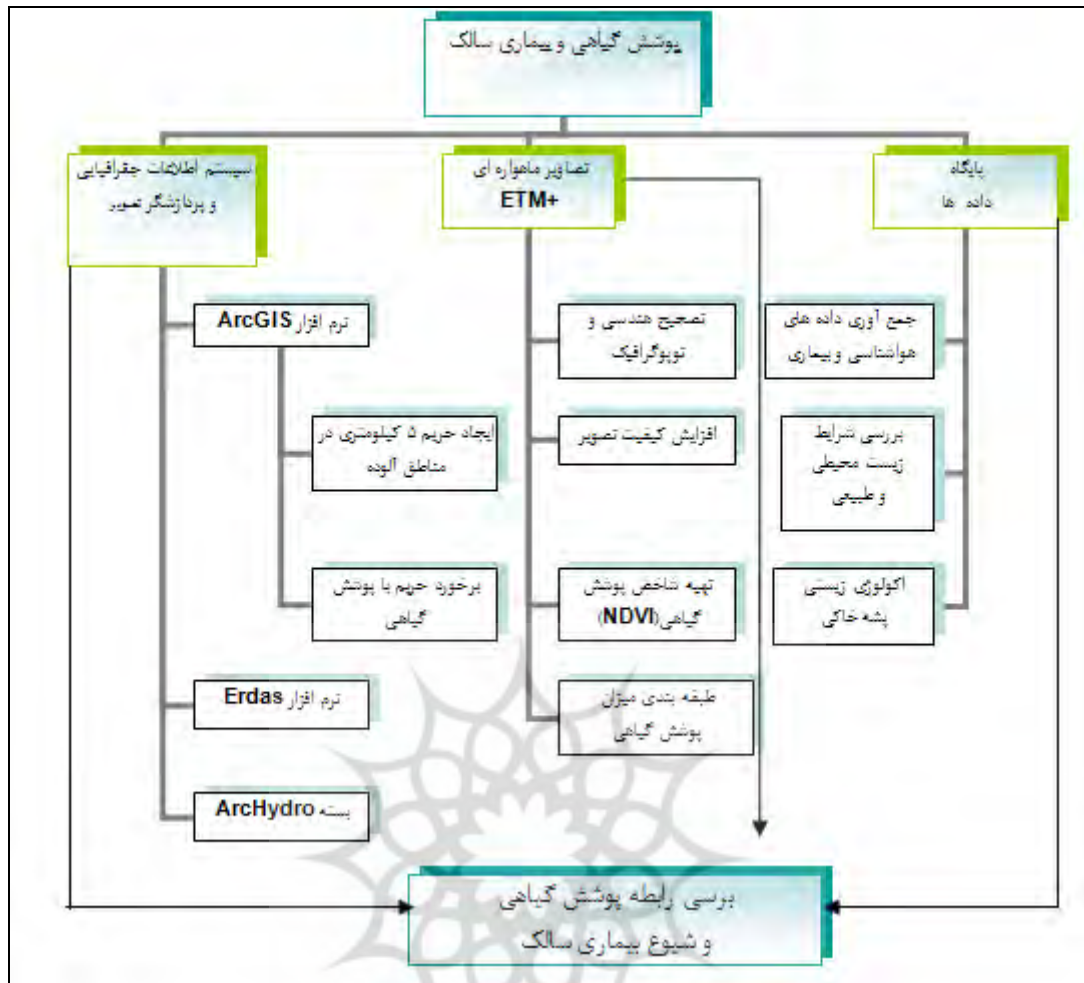 پوشش گیاهی و بیماری سالک
پایگاه
داده ها
تصاویر ماهواره ای
ETM+
سیستم اطلاعات جغرافیایی
و پردازشگر تصویر
جمع آوری داده های
هواشناسی و بیماری
بررسی شرایط
زیست محیطی
و طبیعی
اکولوژی زیستی
پشه خاکی
تصحیح هندسی و
توپوگرافیک
افزایش کیفیت تصویر
تهیه شاخص پوشش
گیاهی(NDVI)
طبقه بندی میزان
پوشش گیاهی
نرم افزار ArcGIS
ایجاد حریم ۵ کیلومتری در
مناطق آلوده
برخورد حریم با پوشش
گیاهی
نرم افزار Erdas
بسته ArcHydro
برسی رابطه پوشش گیاهی
و شیوع بیماری سالک